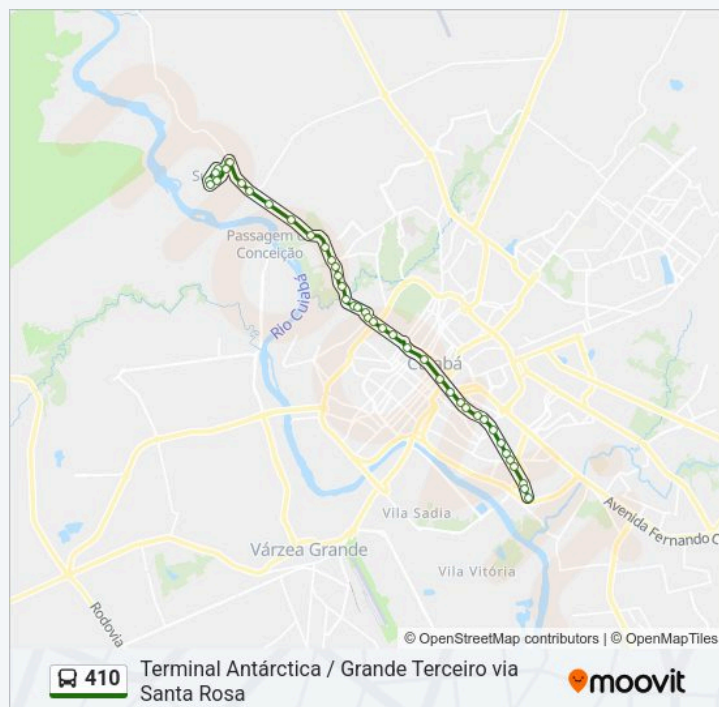 Passagem da
Conceição
Rio Cuiabá
Cuiabá
Vila Sadia
Várzea Grande
Vila Vitória
Avenida Fernando C
Rodovia
© OpenStreetMap contributors | © OpenMapTiles
410
Terminal Antárctica / Grande Terceiro via
Santa Rosa
moovit